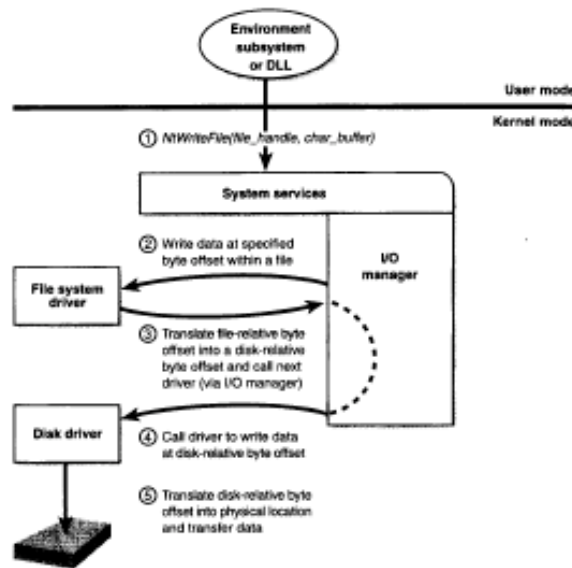 Environment
subsystem
or DLL
User mode
Kernel mode
① NtWriteFile(file_handle, char_buffer)
System services
② Write data at specified
byte offset within a file
I/O
manager
File system
driver
③ Translate file-relative byte
offset into a disk-relative
byte offset and call next
driver (via I/O manager)
Disk driver
④ Call driver to write data
at disk-relative byte offset
⑤ Translate disk-relative byte
offset into physical location
and transfer data